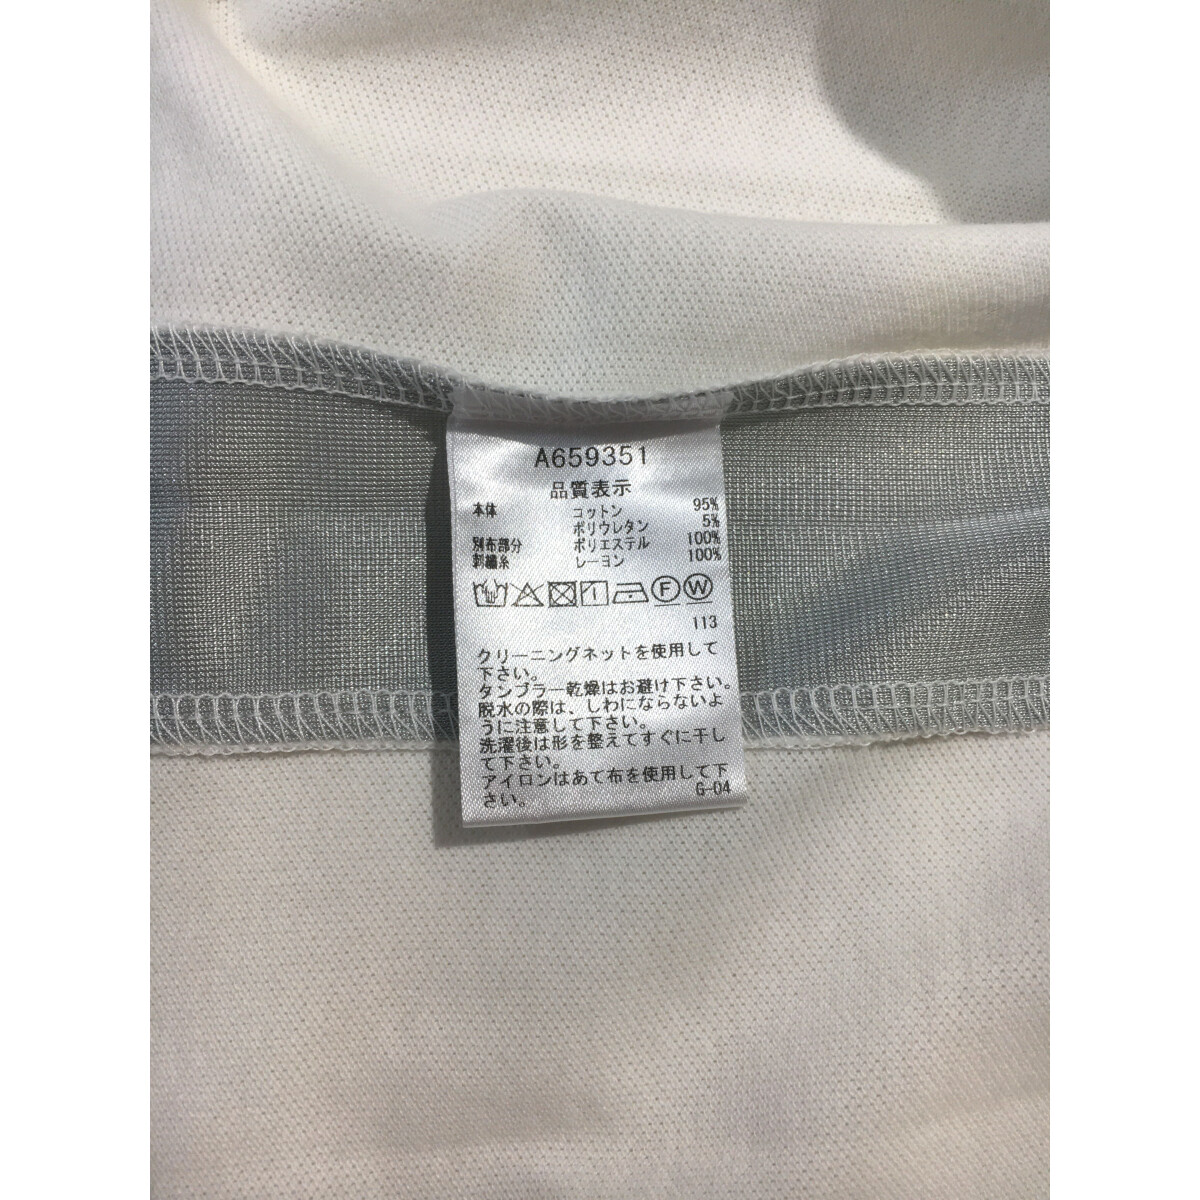 A659351
品質表示
本体 コットン 95%
ポリウレタン 5%
別布部分 ポリエステル 100%
刺繍糸 レーヨン 100%
F W
113
クリーニングネットを使用して
下さい。
タンブラー乾燥はお避け下さい。
脱水の際は、しわにならないよ
うに注意して下さい。
洗濯後は形を整えてすぐに干し
て下さい。
アイロンはあて布を使用して下
さい。
G-04